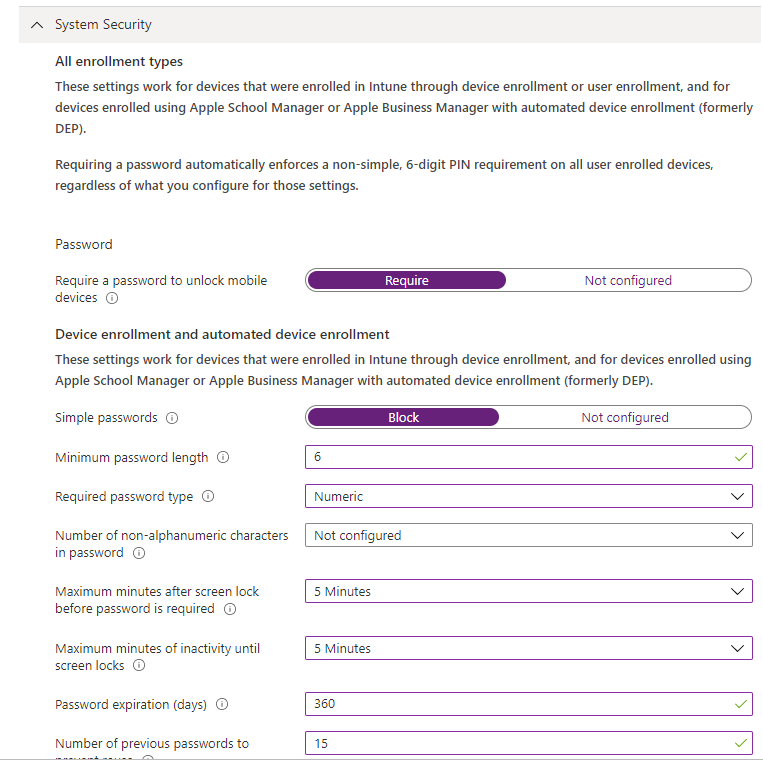 System Security
All enrollment types
These settings work for devices that were enrolled in Intune through device enrollment or user enrollment, and for
devices enrolled using Apple School Manager or Apple Business Manager with automated device enrollment (formerly
DEP).
Requiring a password automatically enforces a non-simple, 6-digit PIN requirement on all user enrolled devices,
regardless of what you configure for those settings.
Password
Require a password to unlock mobile
devices
Require
Not configured
Device enrollment and automated device enrollment
These settings work for devices that were enrolled in Intune through device enrollment, and for devices enrolled using
Apple School Manager or Apple Business Manager with automated device enrollment (formerly DEP).
Simple passwords
Block
Not configured
Minimum password length
6
Required password type
Numeric
Number of non-alphanumeric characters
in password
Not configured
Maximum minutes after screen lock
before password is required
5 Minutes
Maximum minutes of inactivity until
screen locks
5 Minutes
Password expiration (days)
360
Number of previous passwords to
prevent reuse
15